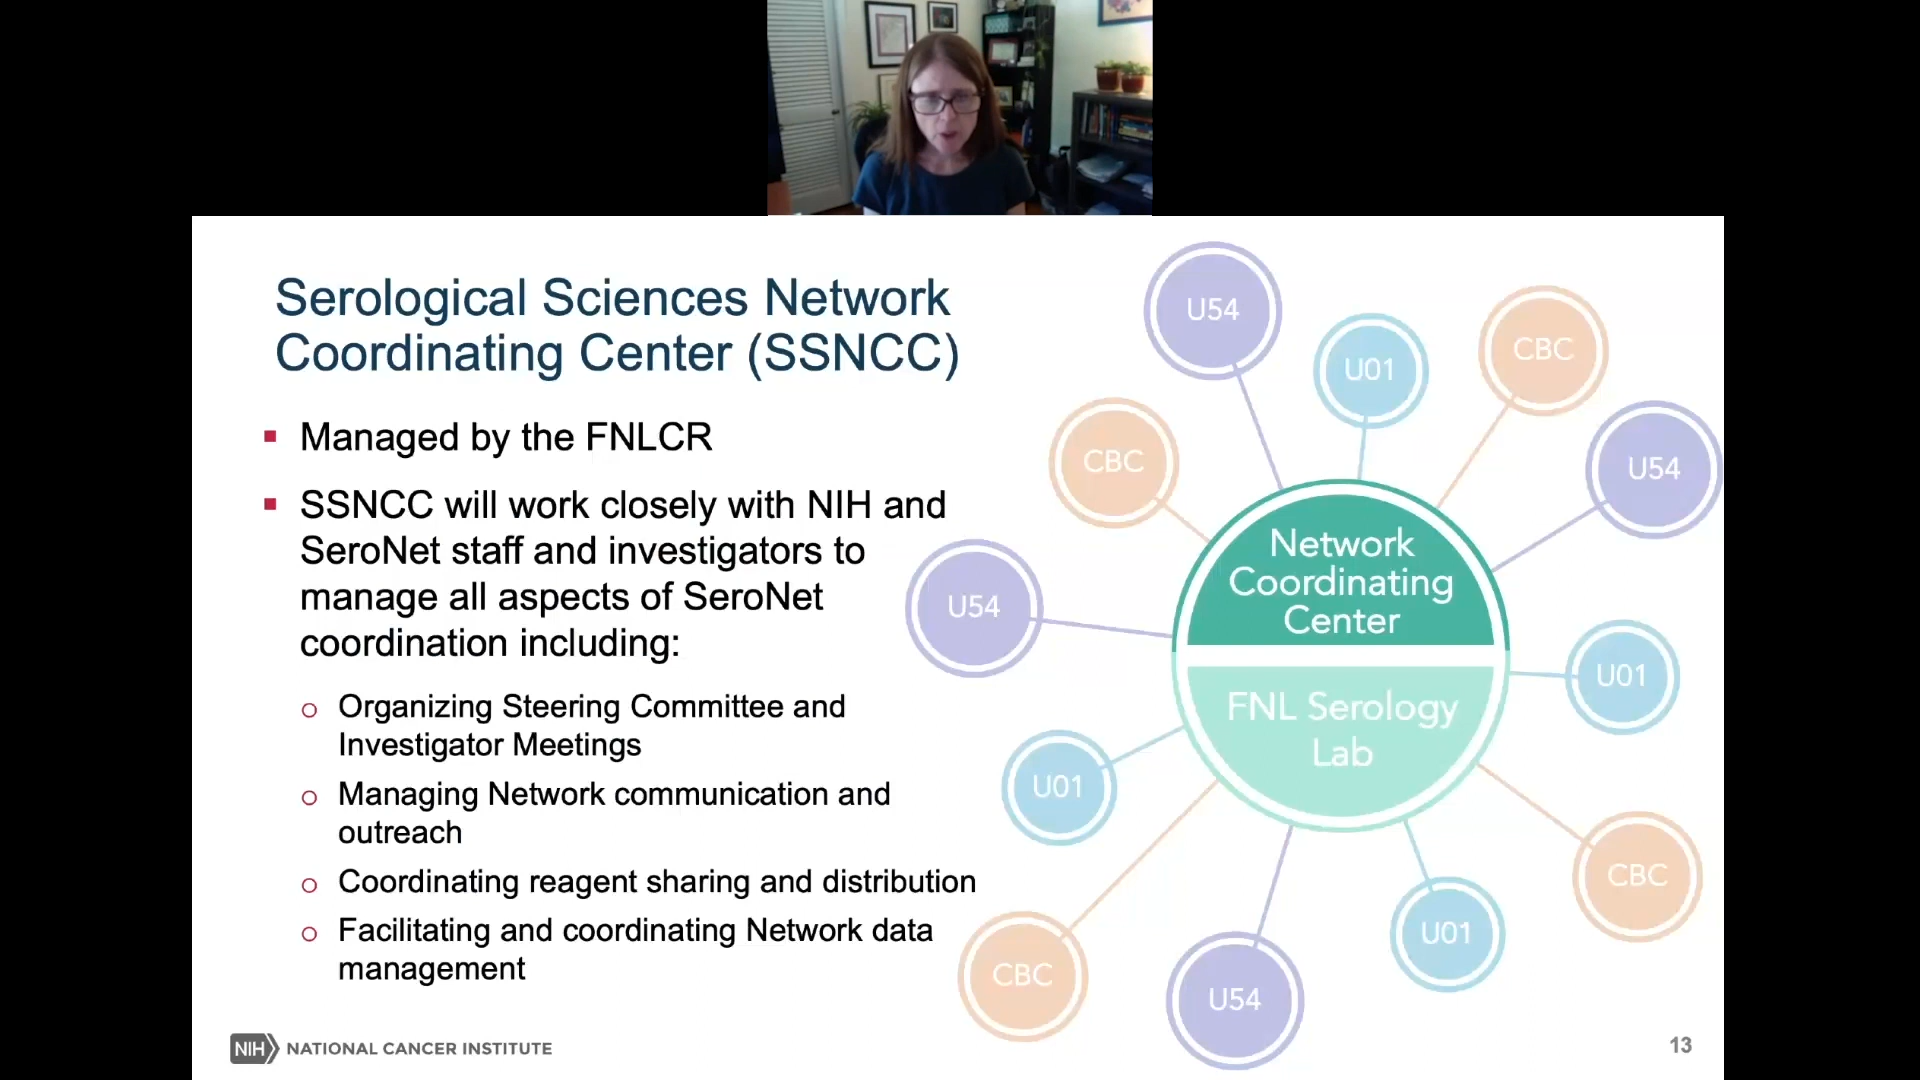 Serological Sciences Network
Coordinating Center (SSNCC)
Managed by the FNLCR
SSNCC will work closely with NIH and
SeroNet staff and investigators to
manage all aspects of SeroNet
coordination including:
Organizing Steering Committee and
Investigator Meetings
Managing Network communication and
outreach
Coordinating reagent sharing and distribution
Facilitating and coordinating Network data
management
U54
U01
CBC
CBC
U54
U54
Network
Coordinating
Center
FNL Serology
Lab
U01
U01
CBC
U01
CBC
U54
NIH NATIONAL CANCER INSTITUTE
13